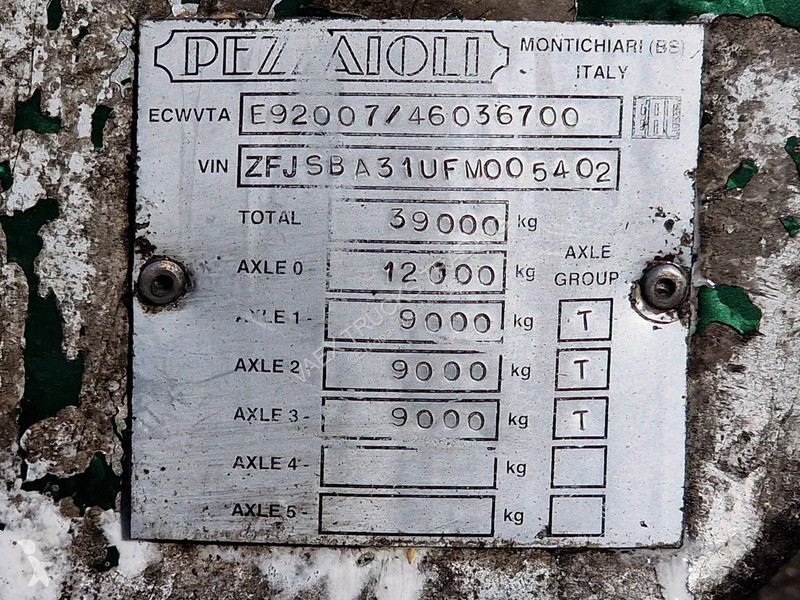 PEZZAIOLI MONTICHIARI (BS)
ITALY
ECWVTA E92007/46036700
VIN ZFJSBA31UFM005402
TOTAL 39000 kg
AXLE 0 12000 kg AXLE GROUP
AXLE 1 - 9000 kg T
AXLE 2 9000 kg T
AXLE 3 - 9000 kg T
AXLE 4 - kg
AXLE 5 - kg